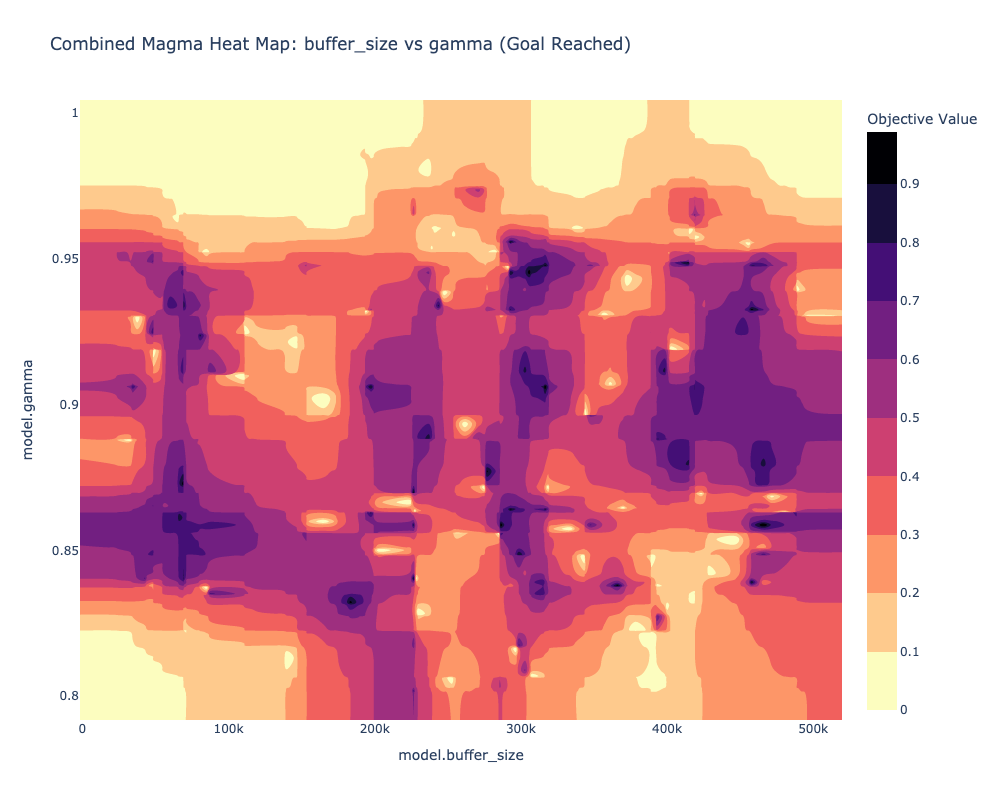 Combined Magma Heat Map: buffer_size vs gamma (Goal Reached)
Objective Value
1
0.95
0.9
0.85
0.8
model.gamma
0
100k
200k
300k
400k
500k
model.buffer_size
0.9
0.8
0.7
0.6
0.5
0.4
0.3
0.2
0.1
0